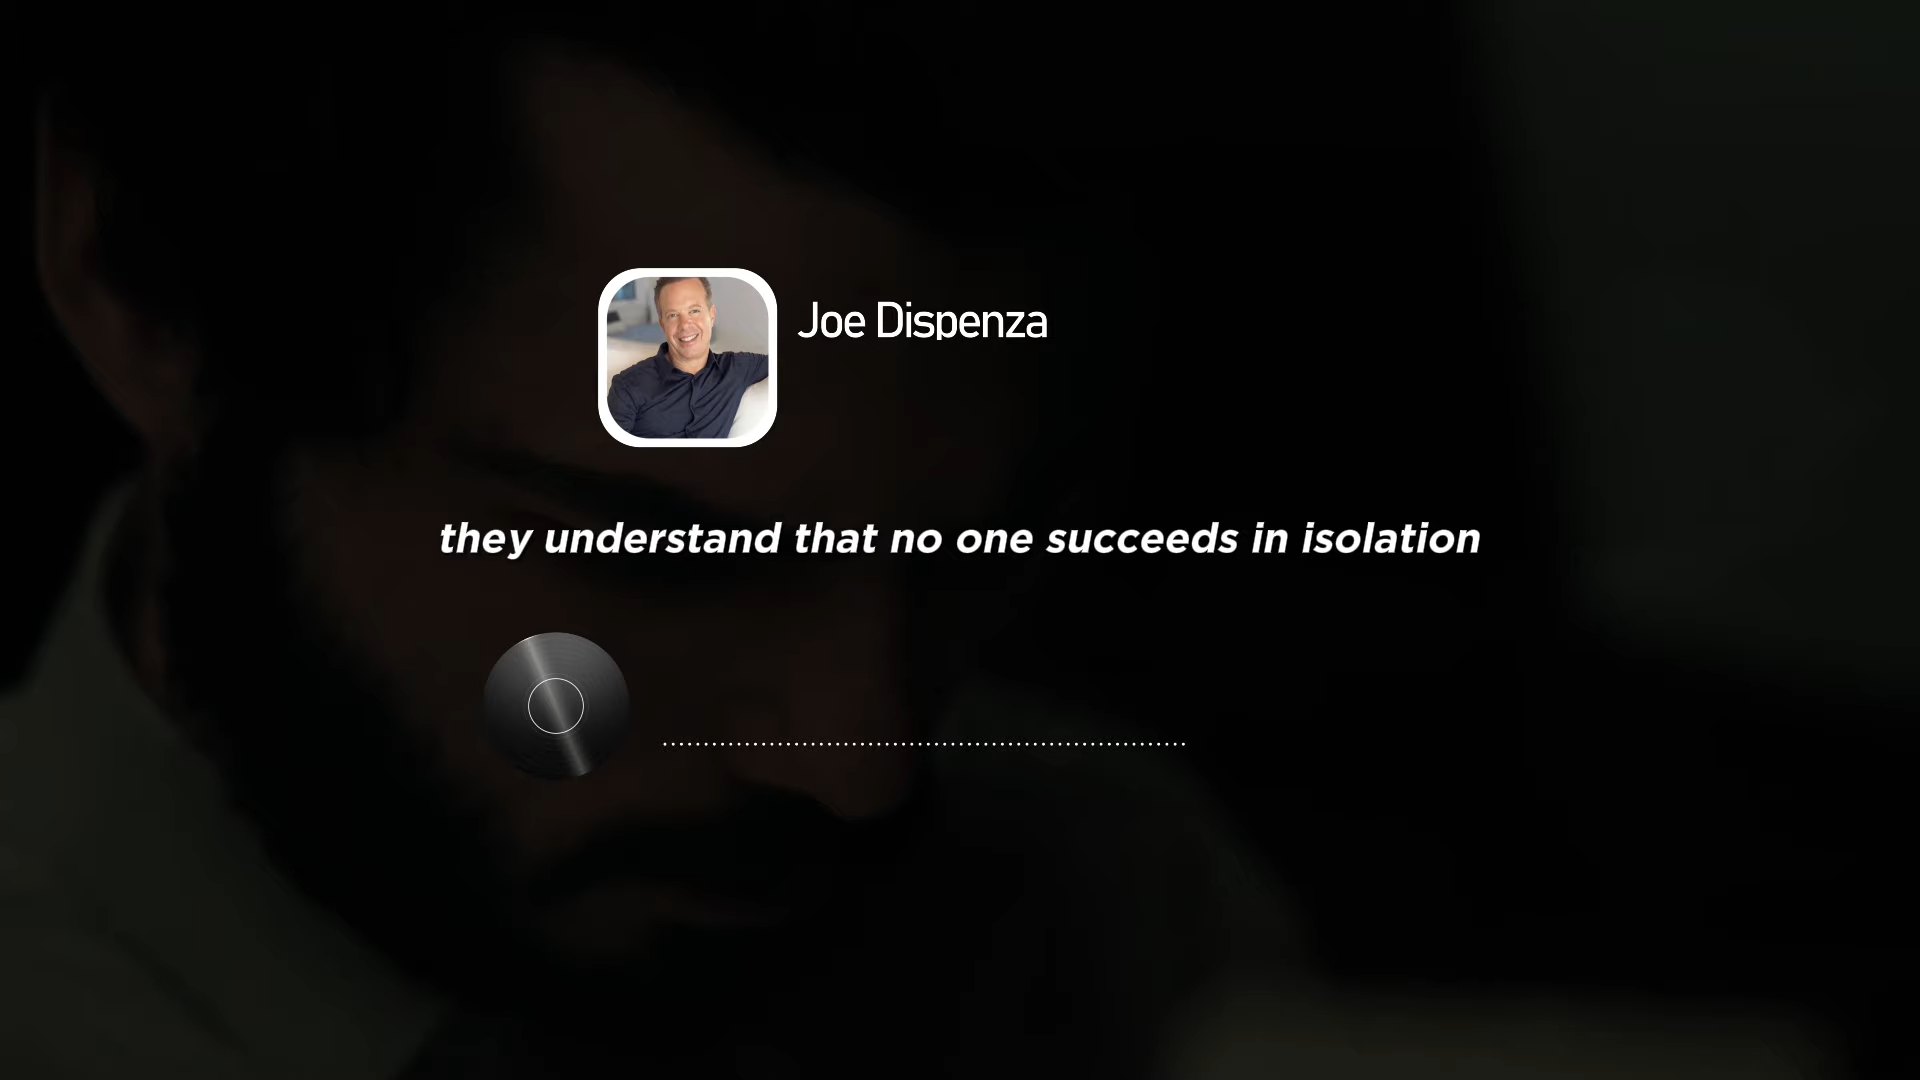 Joe Dispenza
they understand that no one succeeds in isolation